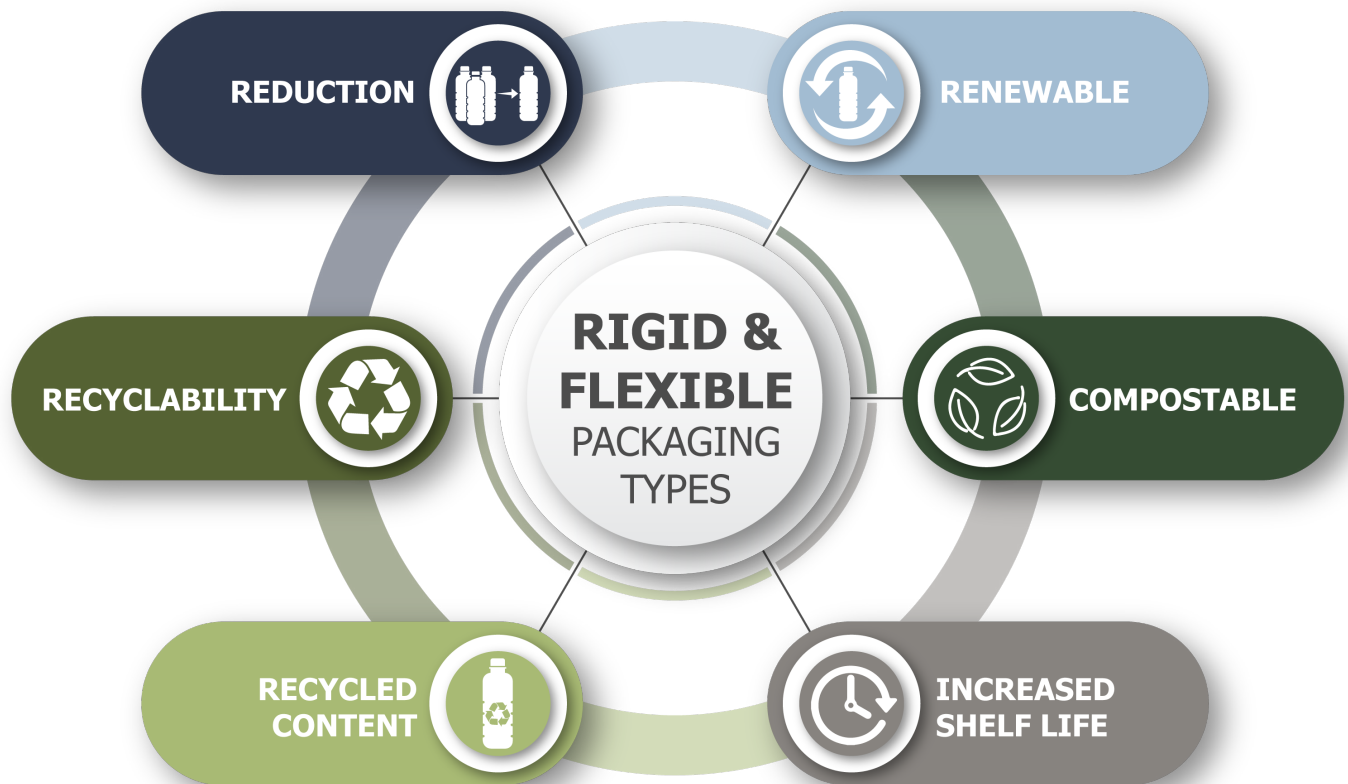 REDUCTION
RENEWABLE
RIGID &
FLEXIBLE
PACKAGING
TYPES
RECYCLABILITY
COMPOSTABLE
RECYCLED
CONTENT
INCREASED
SHELF LIFE